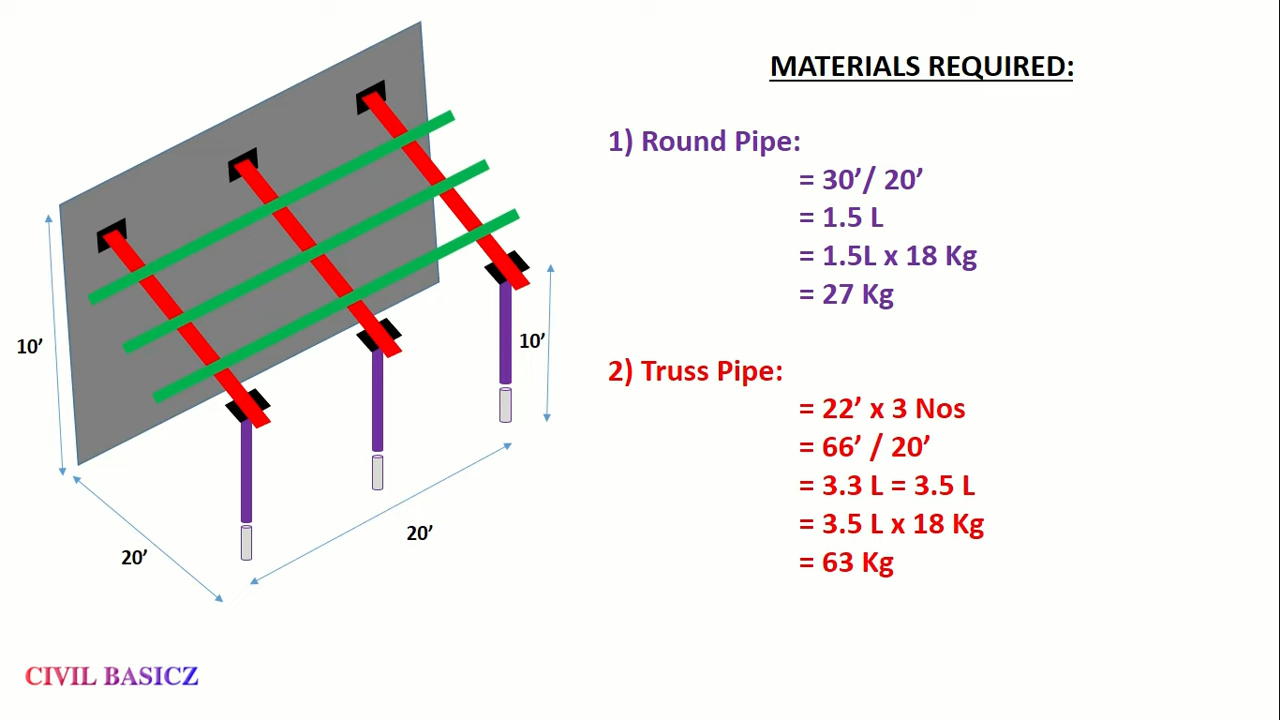 MATERIALS REQUIRED:
1) Round Pipe:
= 30’/ 20’
= 1.5 L
= 1.5L x 18 Kg
= 27 Kg
2) Truss Pipe:
= 22’ x 3 Nos
= 66’ / 20’
= 3.3 L = 3.5 L
= 3.5 L x 18 Kg
= 63 Kg
10’
10’
20’
20’
CIVIL BASICZ